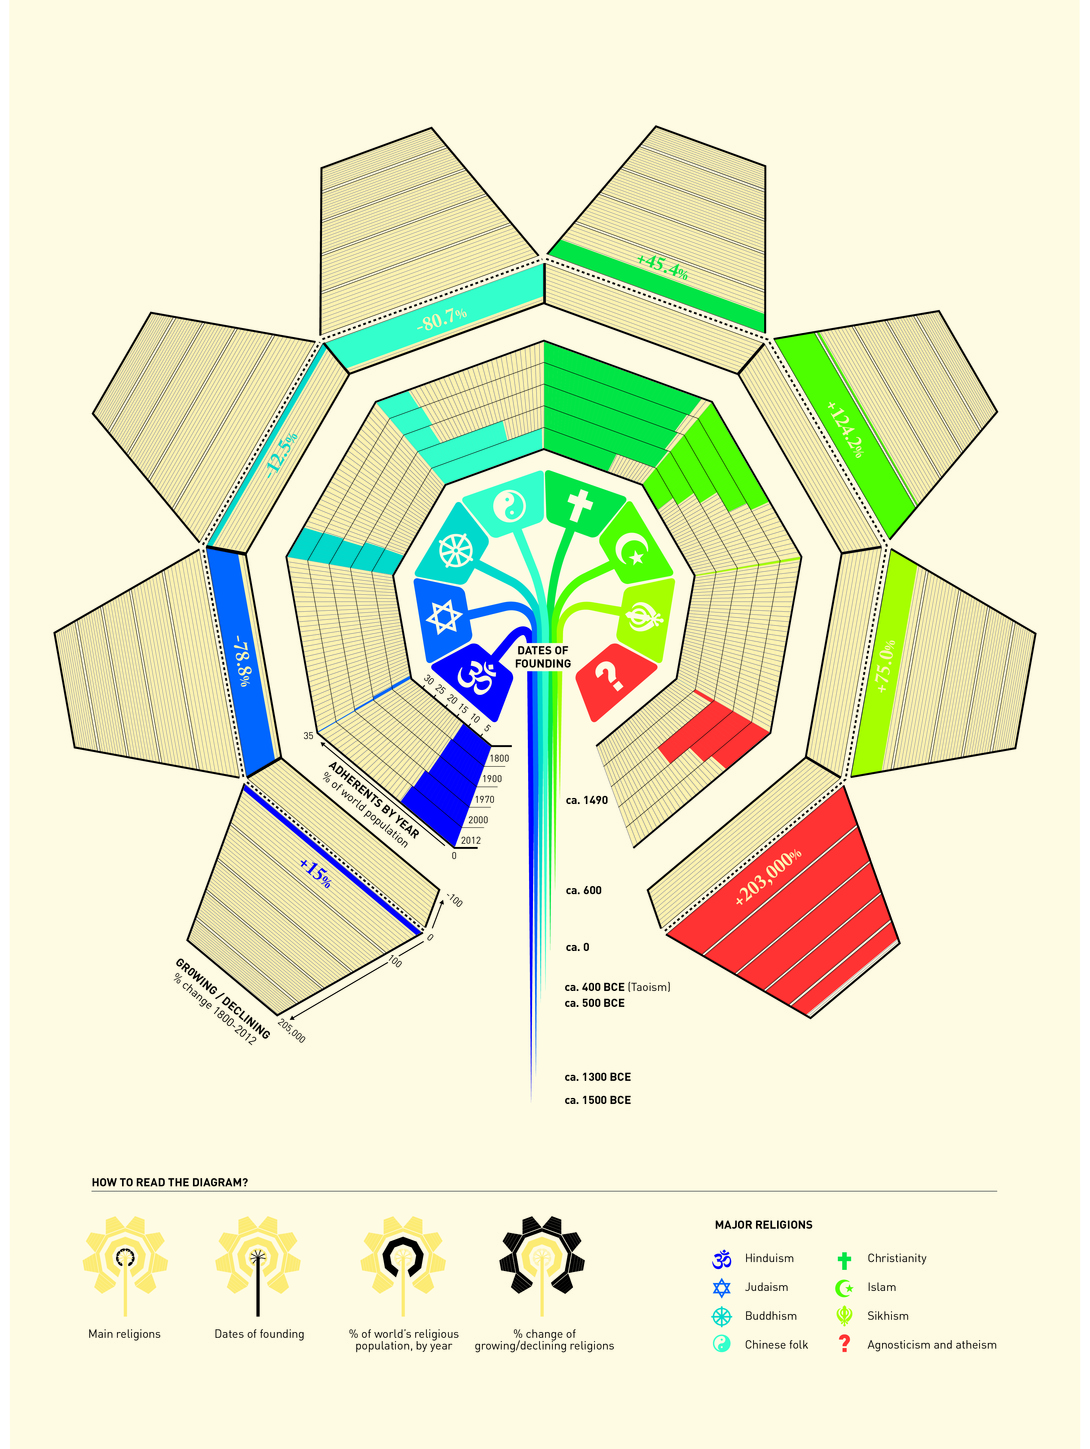 +45.4%
-80.7%
+124.2%
-12.5%
-78.8%
+75.0%
DATES OF
FOUNDING
30
25
20
15
10
5
35
1800
1900
1970
2000
2012
0
ADHERENTS BY YEAR
% of world population
ca. 1490
+15%
+203,000%
ca. 600
-100
0
100
205,000
ca. 0
GROWING / DECLINING
% change 1800-2012
ca. 400 BCE (Taoism)
ca. 500 BCE
ca. 1300 BCE
ca. 1500 BCE
HOW TO READ THE DIAGRAM?
Main religions
Dates of founding
% of world's religious
population, by year
% change of
growing/declining religions
MAJOR RELIGIONS
Hinduism
Judaism
Buddhism
Chinese folk
Christianity
Islam
Sikhism
Agnosticism and atheism